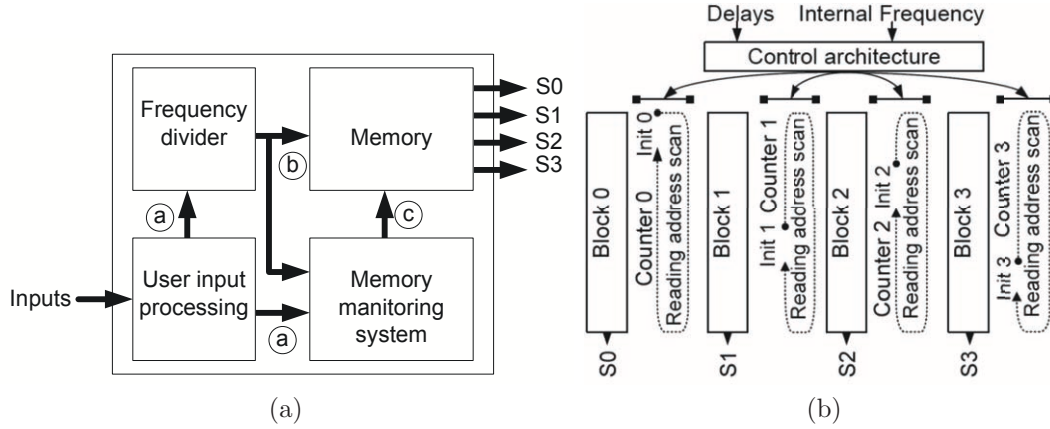 Frequency
divider
Memory
S0
S1
S2
S3
b
a
c
Inputs
User input
processing
a
Memory
manitoring
system
(a)
Delays
Internal Frequency
Control architecture
Block 0
Counter 0
Init 0
Reading address scan
Block 1
Init 1
Counter 1
Reading address scan
Block 2
Counter 2
Init 2
Reading address scan
Block 3
Init 3
Counter 3
Reading address scan
S0
S1
S2
S3
(b)